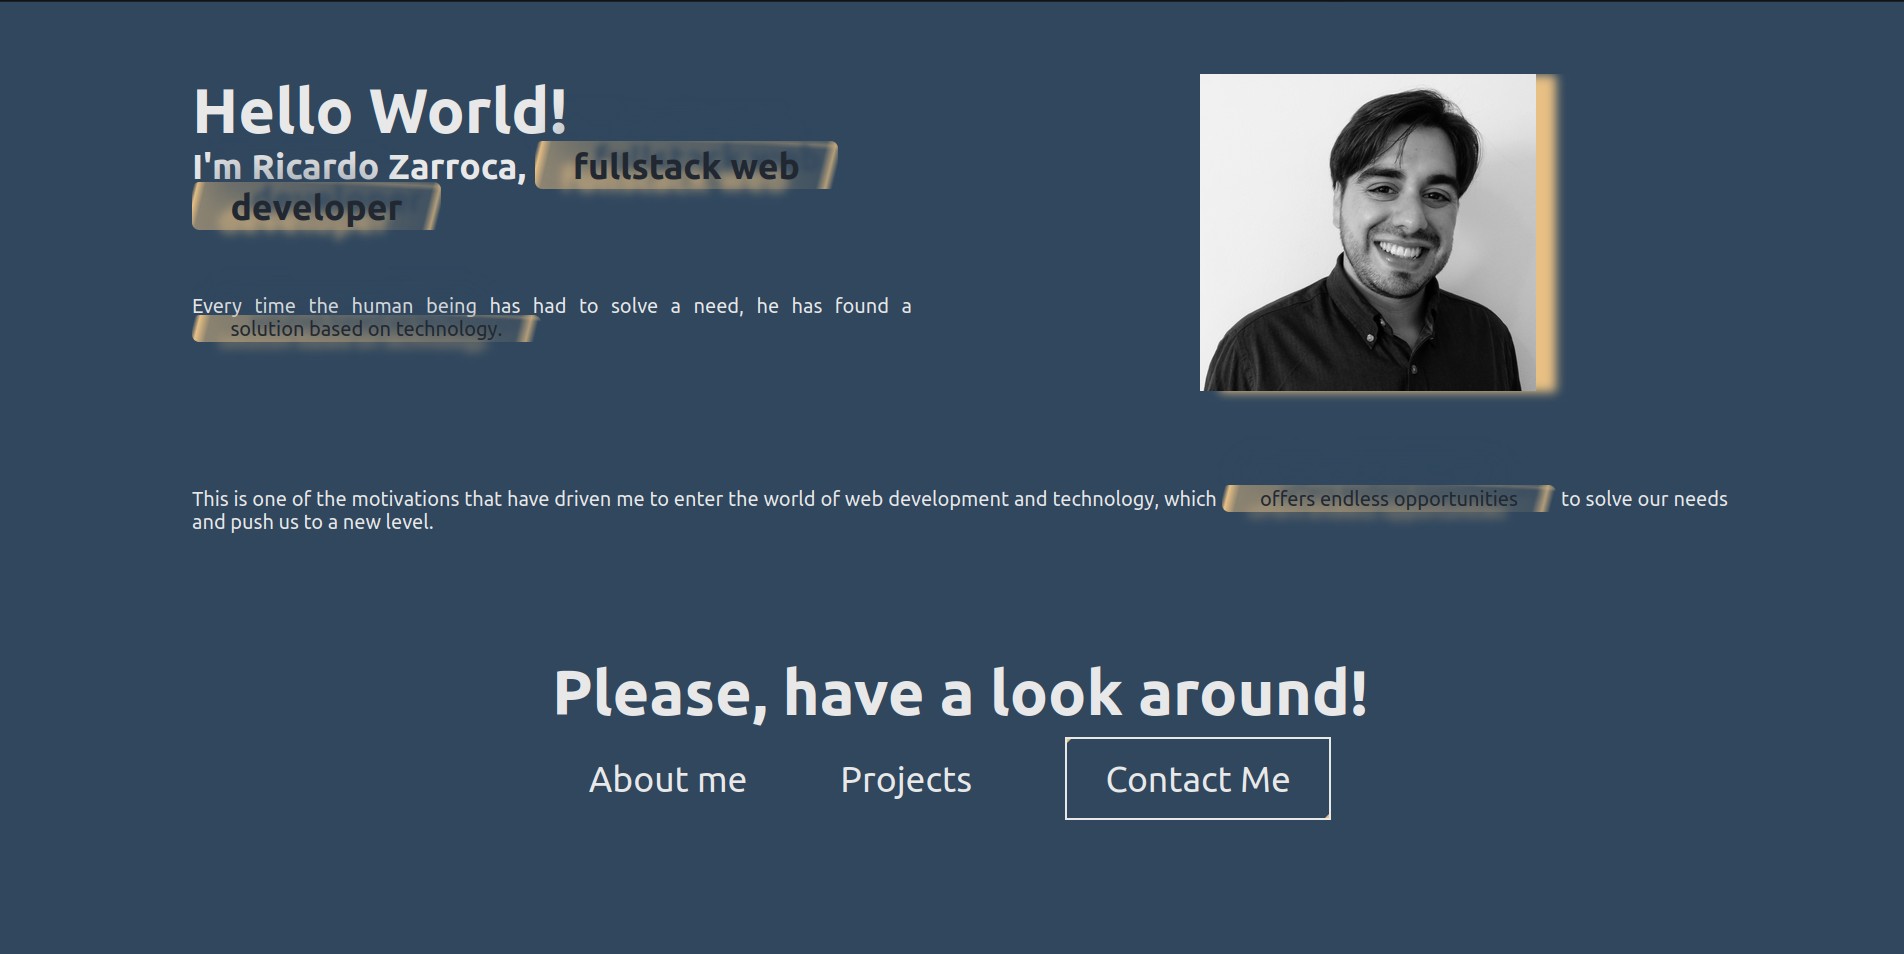 Hello World!
I'm Ricardo Zarroca, fullstack web
developer
Every time the human being has had to solve a need, he has found a
solution based on technology.
This is one of the motivations that have driven me to enter the world of web development and technology, which offers endless opportunities to solve our needs
and push us to a new level.
Please, have a look around!
About me Projects Contact Me